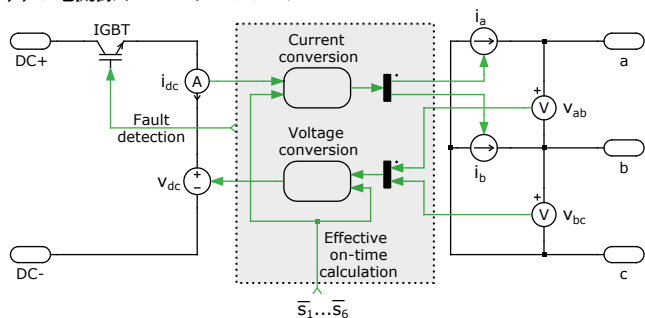 IGBT
DC+
i_dc
A
Fault
detection
v_dc
DC-
Current
conversion
Voltage
conversion
Effective
on-time
calculation
s̅₁...s̅₆
i_a
a
V
v_ab
i_b
b
V
v_bc
c